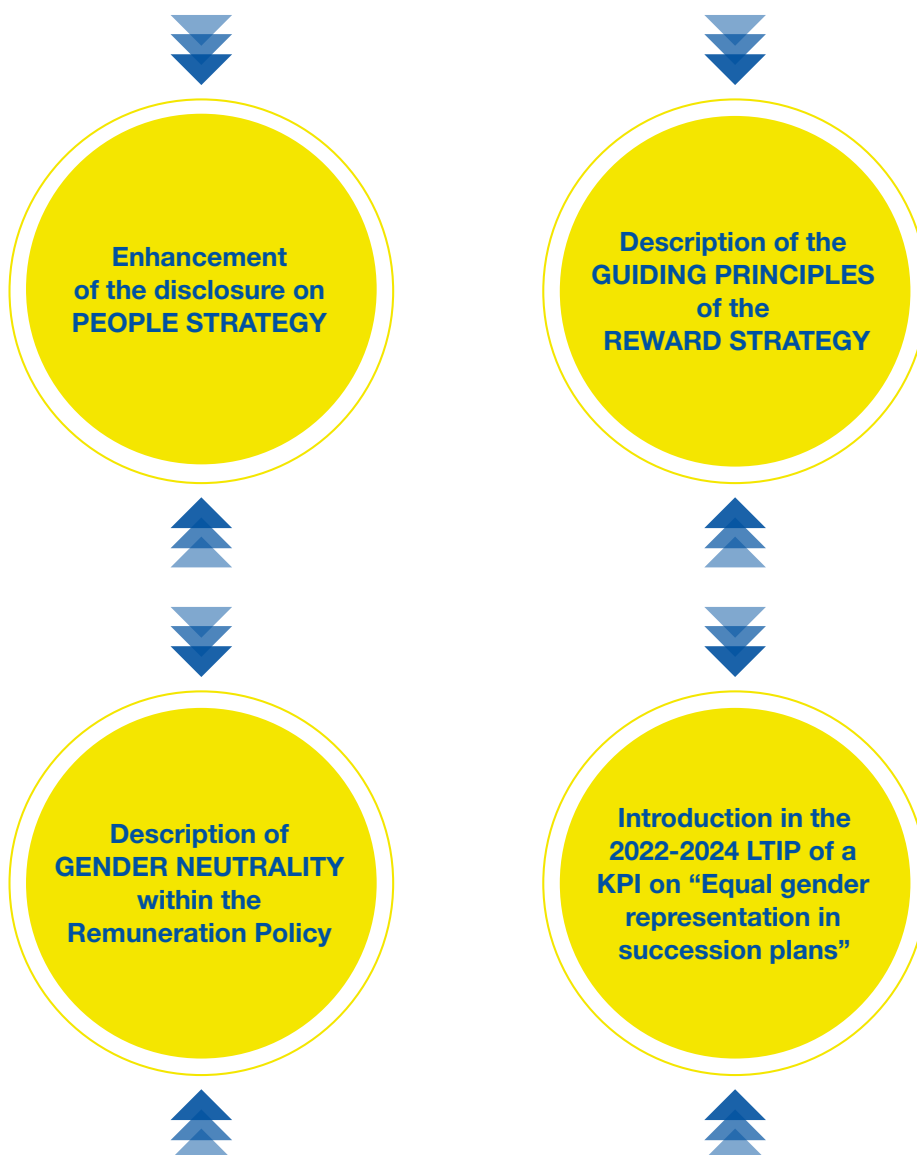 Enhancement
of the disclosure on
PEOPLE STRATEGY
Description of the
GUIDING PRINCIPLES
of the
REWARD STRATEGY
Description of
GENDER NEUTRALITY
within the
Remuneration Policy
Introduction in the
2022-2024 LTIP of a
KPI on “Equal gender
representation in
succession plans”